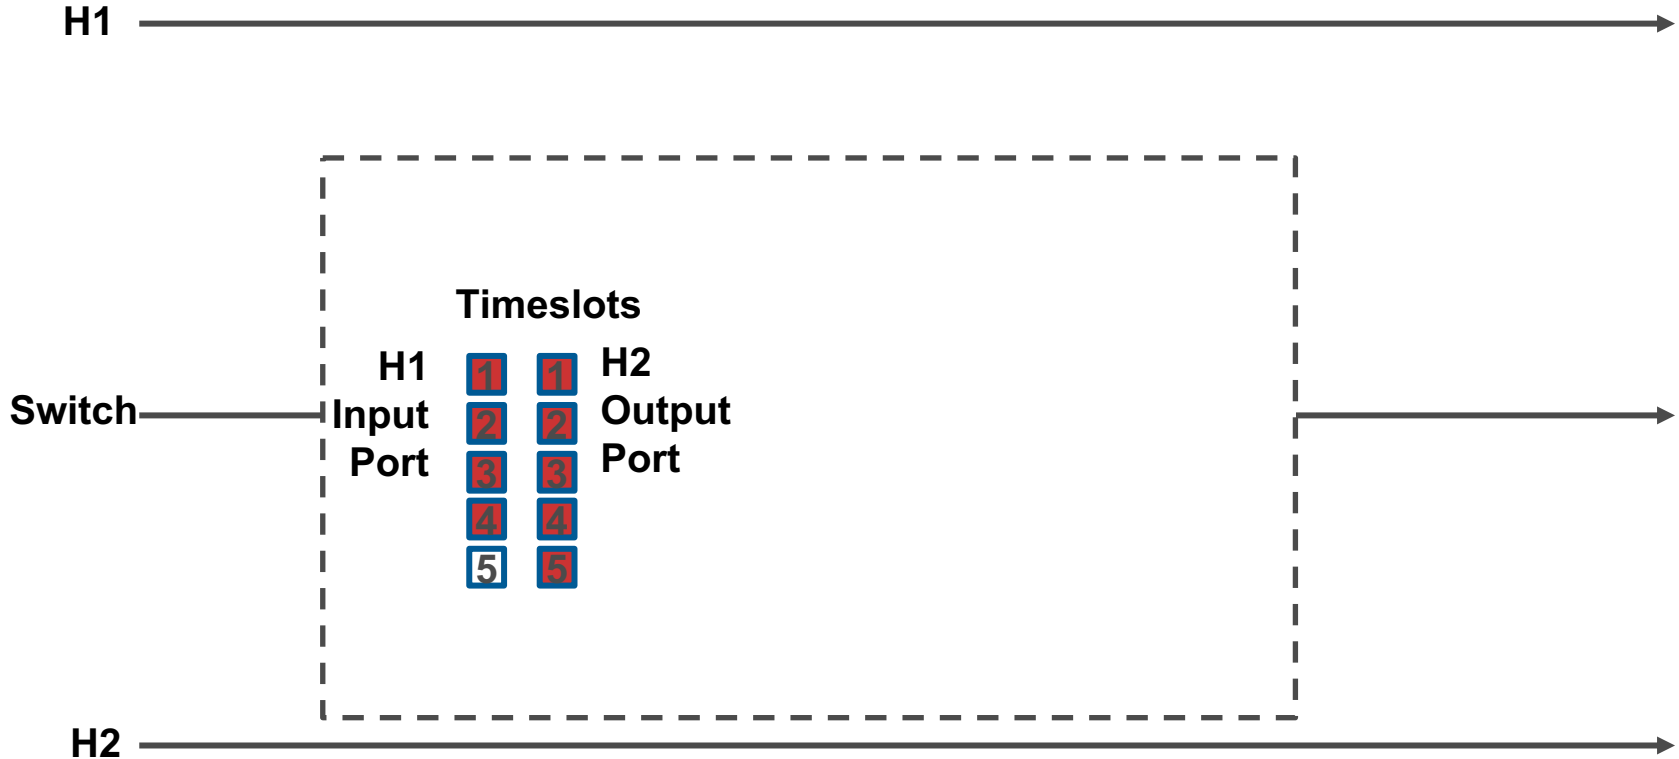 H1
Timeslots
H1
Input
Port
1 1
2 2
3 3
4 4
5 5
H2
Output
Port
Switch
H2